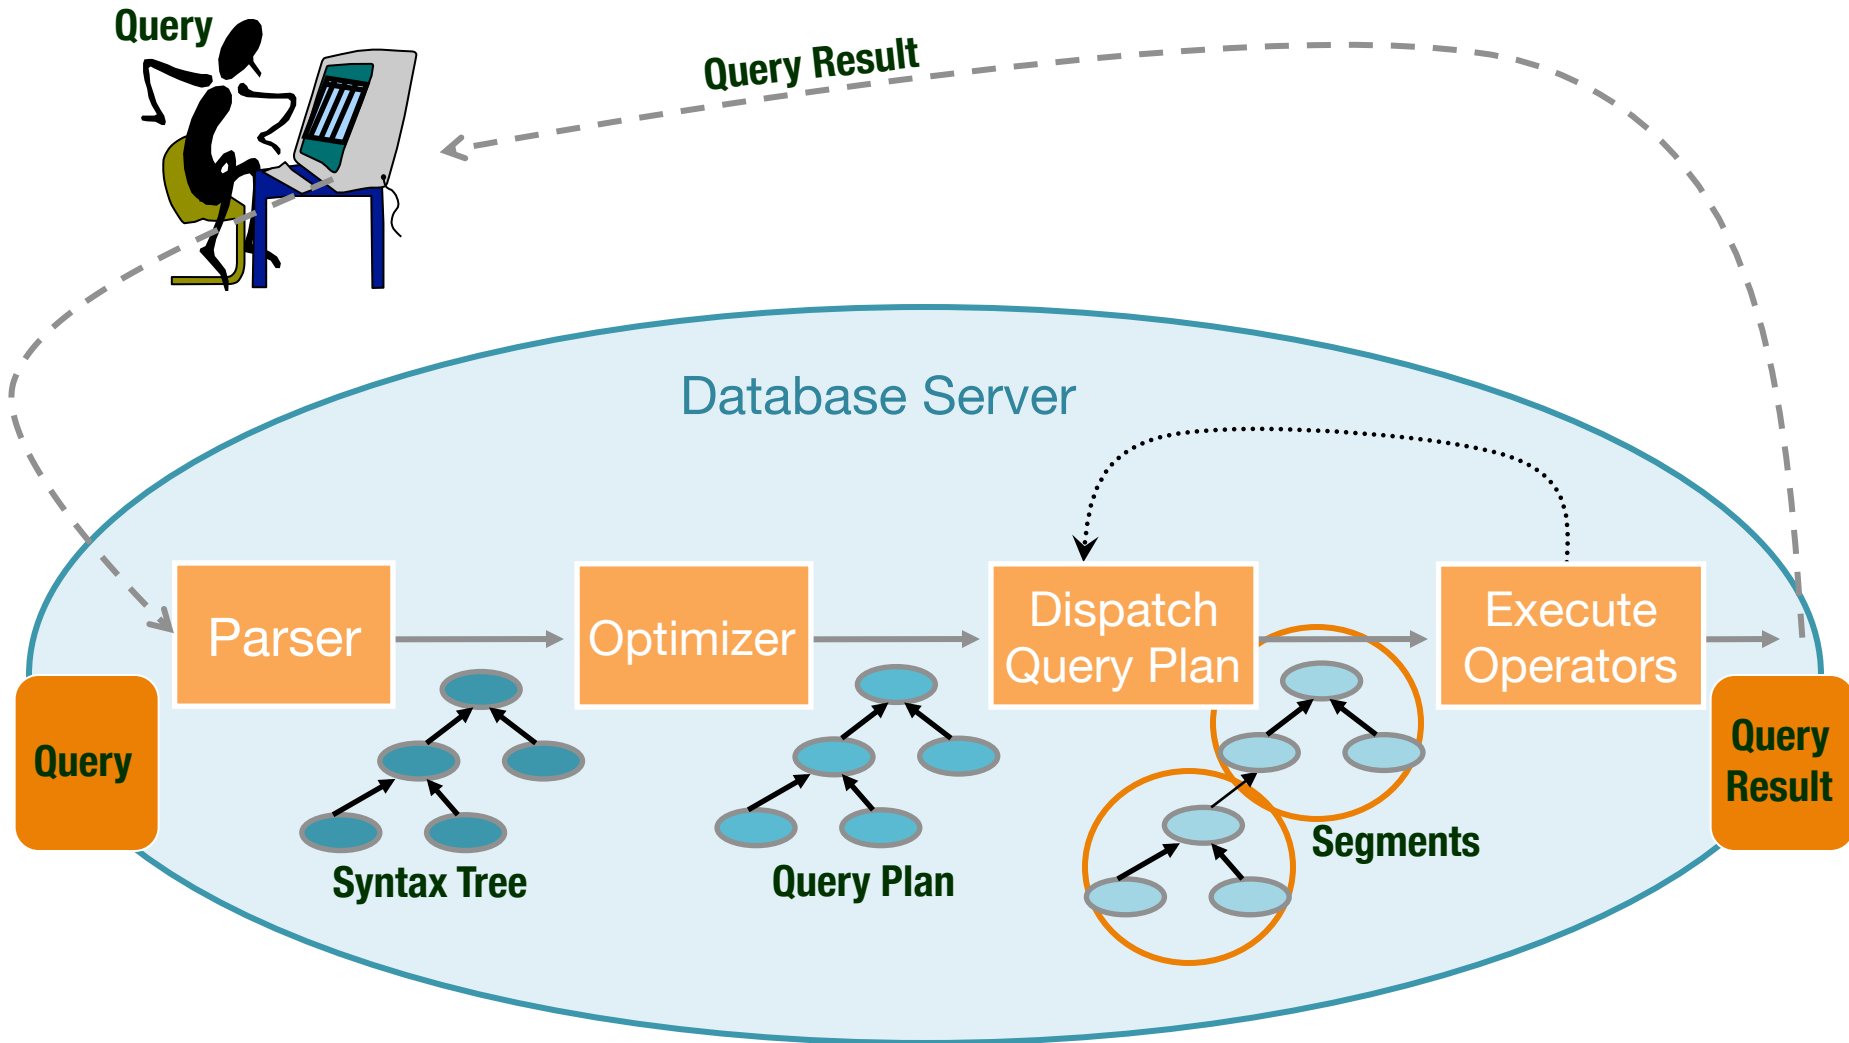 Query
Query Result
Database Server
Parser
Optimizer
Dispatch
Query Plan
Execute
Operators
Query
Query
Result
Segments
Syntax Tree
Query Plan